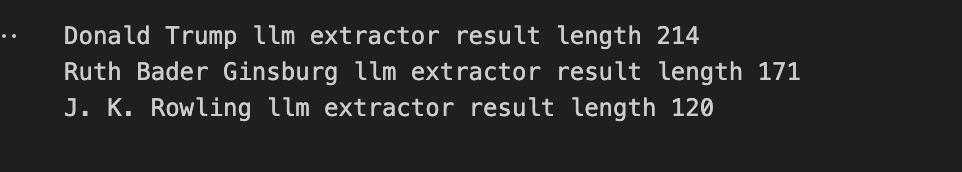 Donald Trump llm extractor result length 214
Ruth Bader Ginsburg llm extractor result length 171
J. K. Rowling llm extractor result length 120